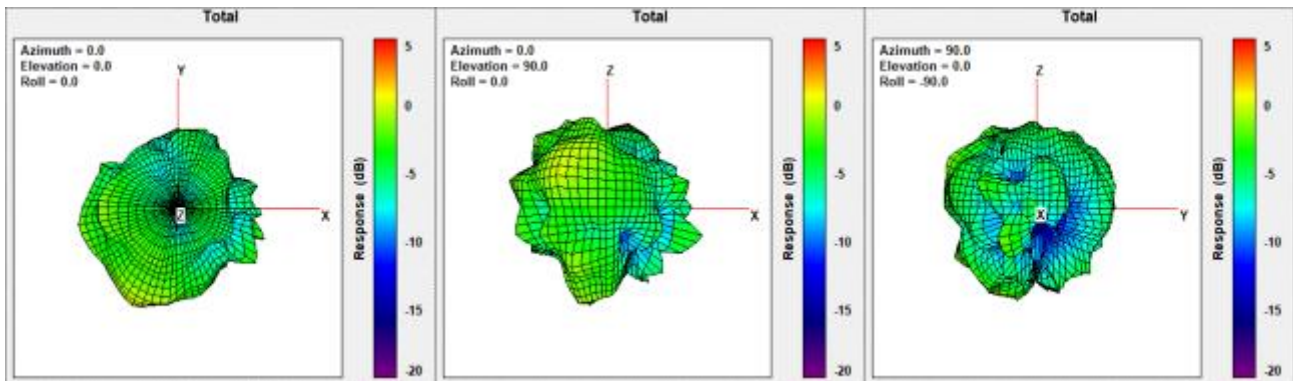 Total
Azimuth = 0.0
Elevation = 0.0
Roll = 0.0
Y
Z
X
5
0
-5
-10
-15
-20
Response (dB)
Total
Azimuth = 0.0
Elevation = 90.0
Roll = 0.0
Z
X
5
0
-5
-10
-15
-20
Response (dB)
Total
Azimuth = 90.0
Elevation = 0.0
Roll = -90.0
Z
X
Y
5
0
-5
-10
-15
-20
Response (dB)